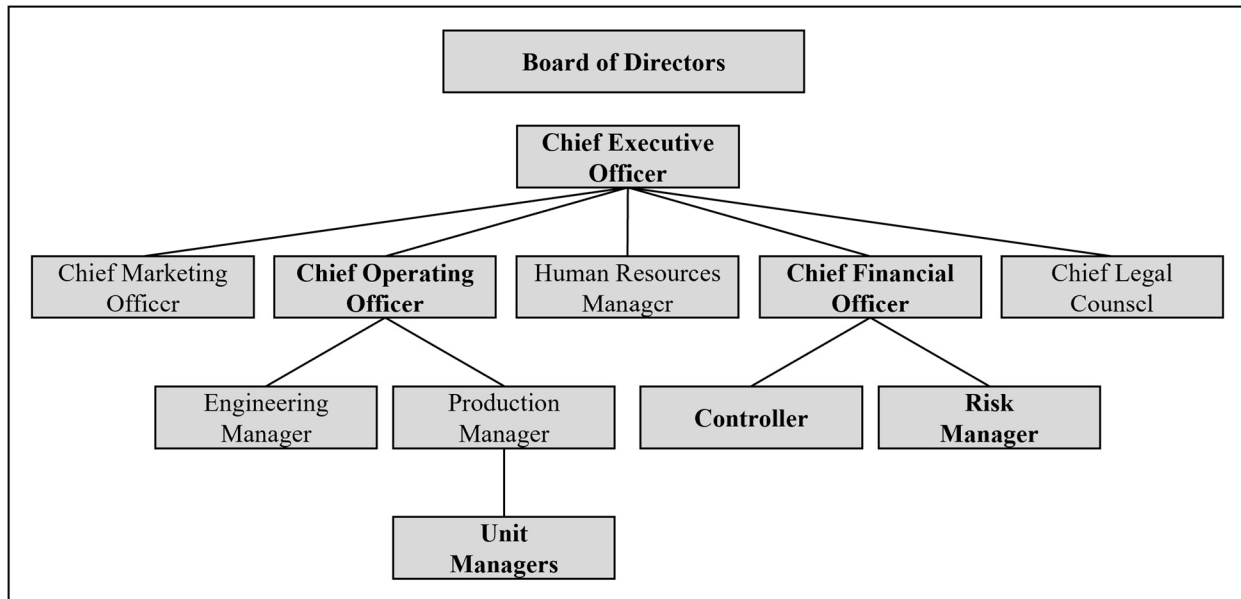 Board of Directors
Chief Executive
Officer
Chief Marketing
Officer
Chief Operating
Officer
Human Resources
Manager
Chief Financial
Officer
Chief Legal
Counsel
Engineering
Manager
Production
Manager
Controller
Risk
Manager
Unit
Managers